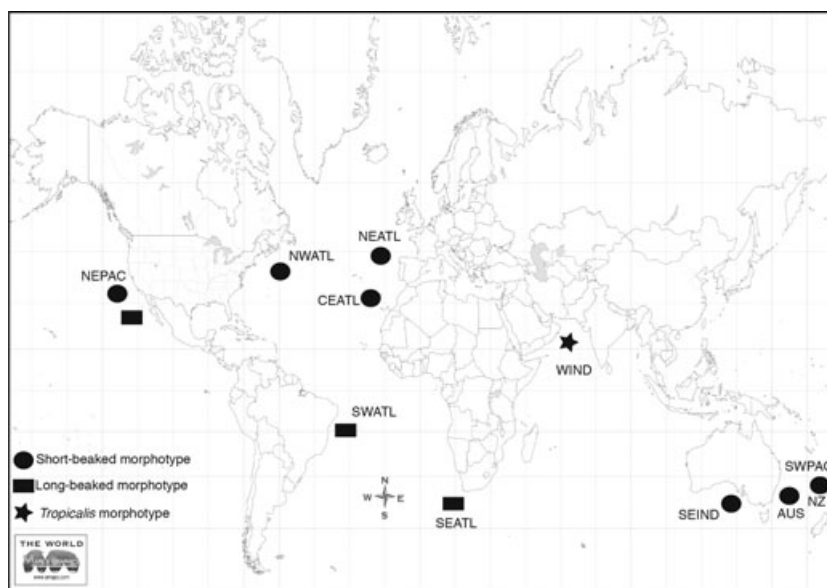 NEATL
NWATL
NEPAC
CEATL
WIND
SWATL
Short-beaked morphotype
Long-beaked morphotype
Tropicalis morphotype
N
W E
S
SEATL
SWPAC
NZ
SEIND
AUS
THE WORLD